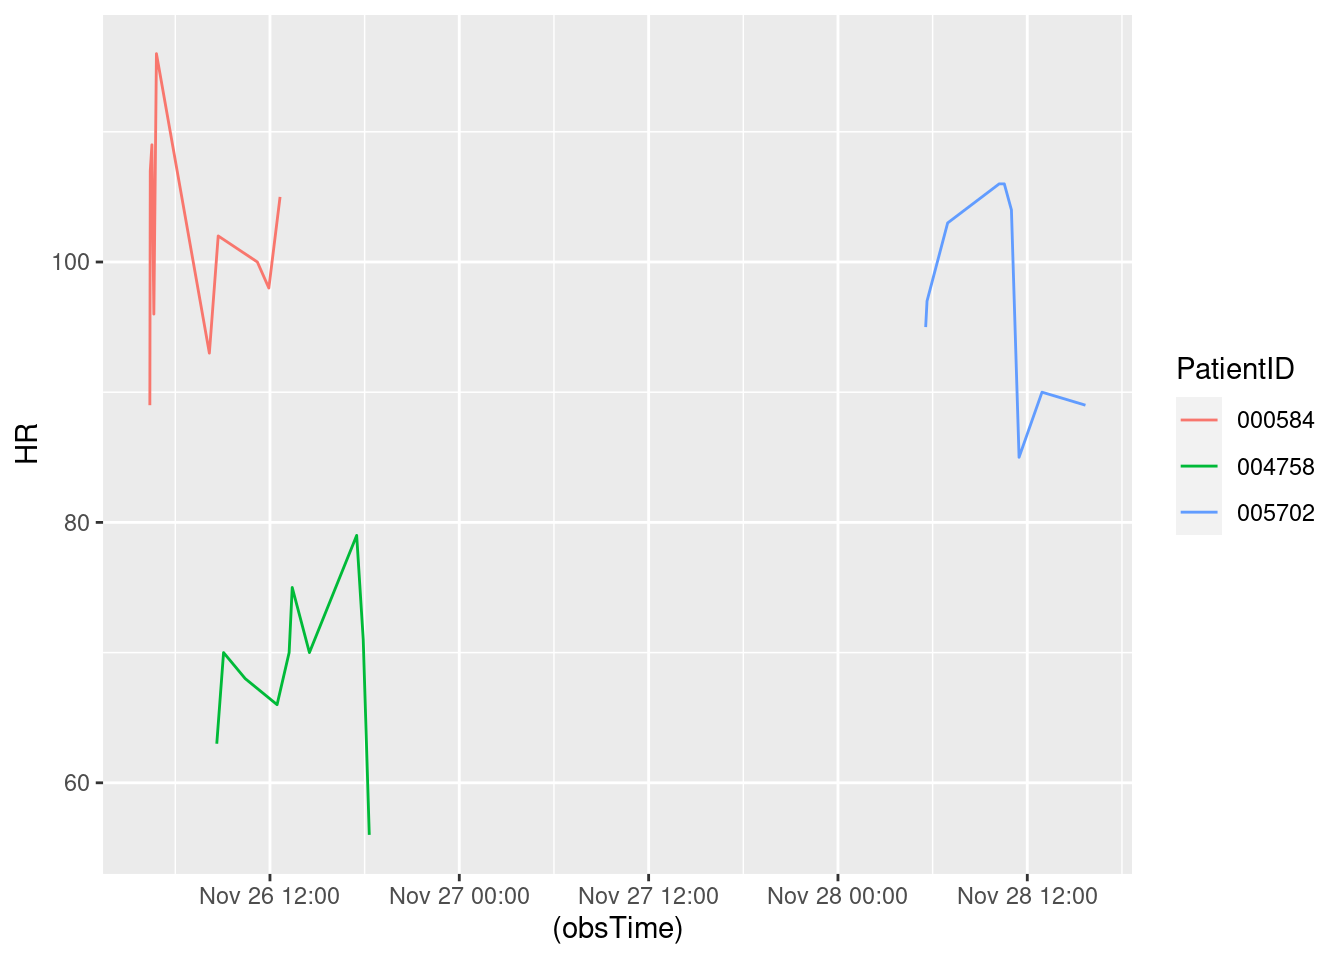 HR
100
80
60
Nov 26 12:00
Nov 27 00:00
Nov 27 12:00
Nov 28 00:00
Nov 28 12:00
(obsTime)
PatientID
000584
004758
005702